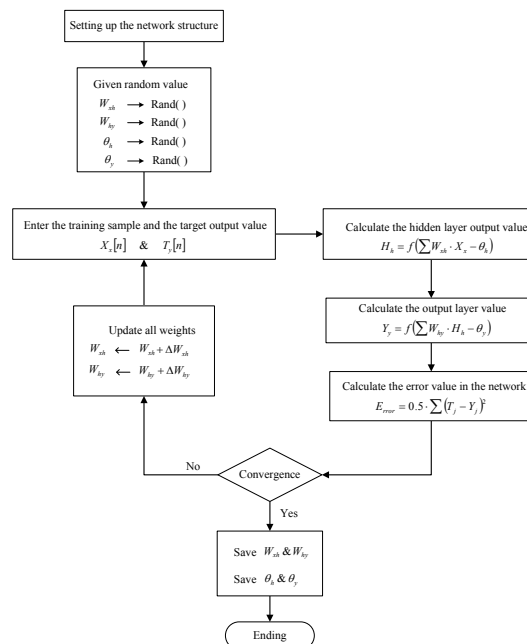 Setting up the network structure
Given random value
W_xh → Rand( )
W_hy → Rand( )
θ_h → Rand( )
θ_y → Rand( )
Enter the training sample and the target output value
X_x[n] & T_y[n]
Calculate the hidden layer output value
H_h = f(∑W_xh · X_x − θ_h)
Calculate the output layer value
Y_y = f(∑W_hy · H_h − θ_y)
Calculate the error value in the network
E_error = 0.5 · ∑(T_j − Y_j)²
Update all weights
W_xh ← W_xh + ΔW_xh
W_hy ← W_hy + ΔW_hy
No
Convergence
Yes
Save W_xh & W_hy
Save θ_h & θ_y
Ending